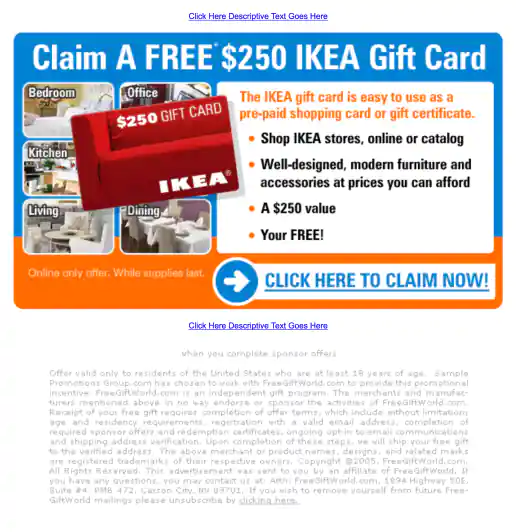 Click Here Descriptive Text Goes Here
Claim A FREE* $250 IKEA Gift Card
Bedroom
Office
Kitchen
Living
Dining
$250 GIFT CARD
IKEA®
The IKEA gift card is easy to use as a
pre-paid shopping card or gift certificate.
• Shop IKEA stores, online or catalog
• Well-designed, modern furniture and
accessories at prices you can afford
• A $250 value
• Your FREE!
Online only offer. While supplies last.
CLICK HERE TO CLAIM NOW!
Click Here Descriptive Text Goes Here
when you complete sponsor offers
Offer valid only to residents of the United States who are at least 18 years of age. Sample
Promotions Group.com has chosen to work with FreeGiftWorld.com to provide this promotional
incentive. FreeGiftWorld.com is an independent gift program. The merchants and manufac-
turers mentioned above in no way endorse or sponsor the activities of FreeGiftWorld.com.
Receipt of your free gift requires completion of offer terms, which include without limitation:
age and residency requirements, registration with a valid email address, completion of
required sponsor offers and redemption certificates, ongoing opt-in to email communications
and shipping address verification. Upon completion of these steps, we will ship your free gift
to the verified address. The above merchant or product names, designs, and related marks
are registered trademarks of their respective owners. Copyright ©2005, FreeGiftWorld.com,
All Rights Reserved. This advertisement was sent to you by an affiliate of FreeGiftWorld. If
you have any questions, you may contact us at: Attn: FreeGiftWorld.com, 1894 Highway 50E,
Suite #4 PMB 472, Carson City, NV 89701. If you wish to remove yourself from future Free-
GiftWorld mailings please unsubscribe by clicking here.